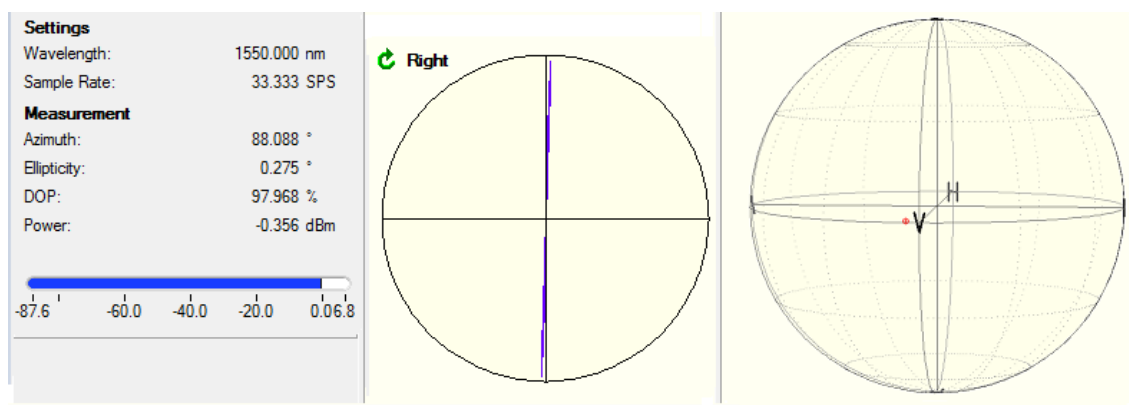 Settings
Wavelength: 1550.000 nm
Sample Rate: 33.333 SPS
Measurement
Azimuth: 88.088 °
Ellipticity: 0.275 °
DOP: 97.968 %
Power: -0.356 dBm
-87.6 -60.0 -40.0 -20.0 0.06.8
Right
H
V